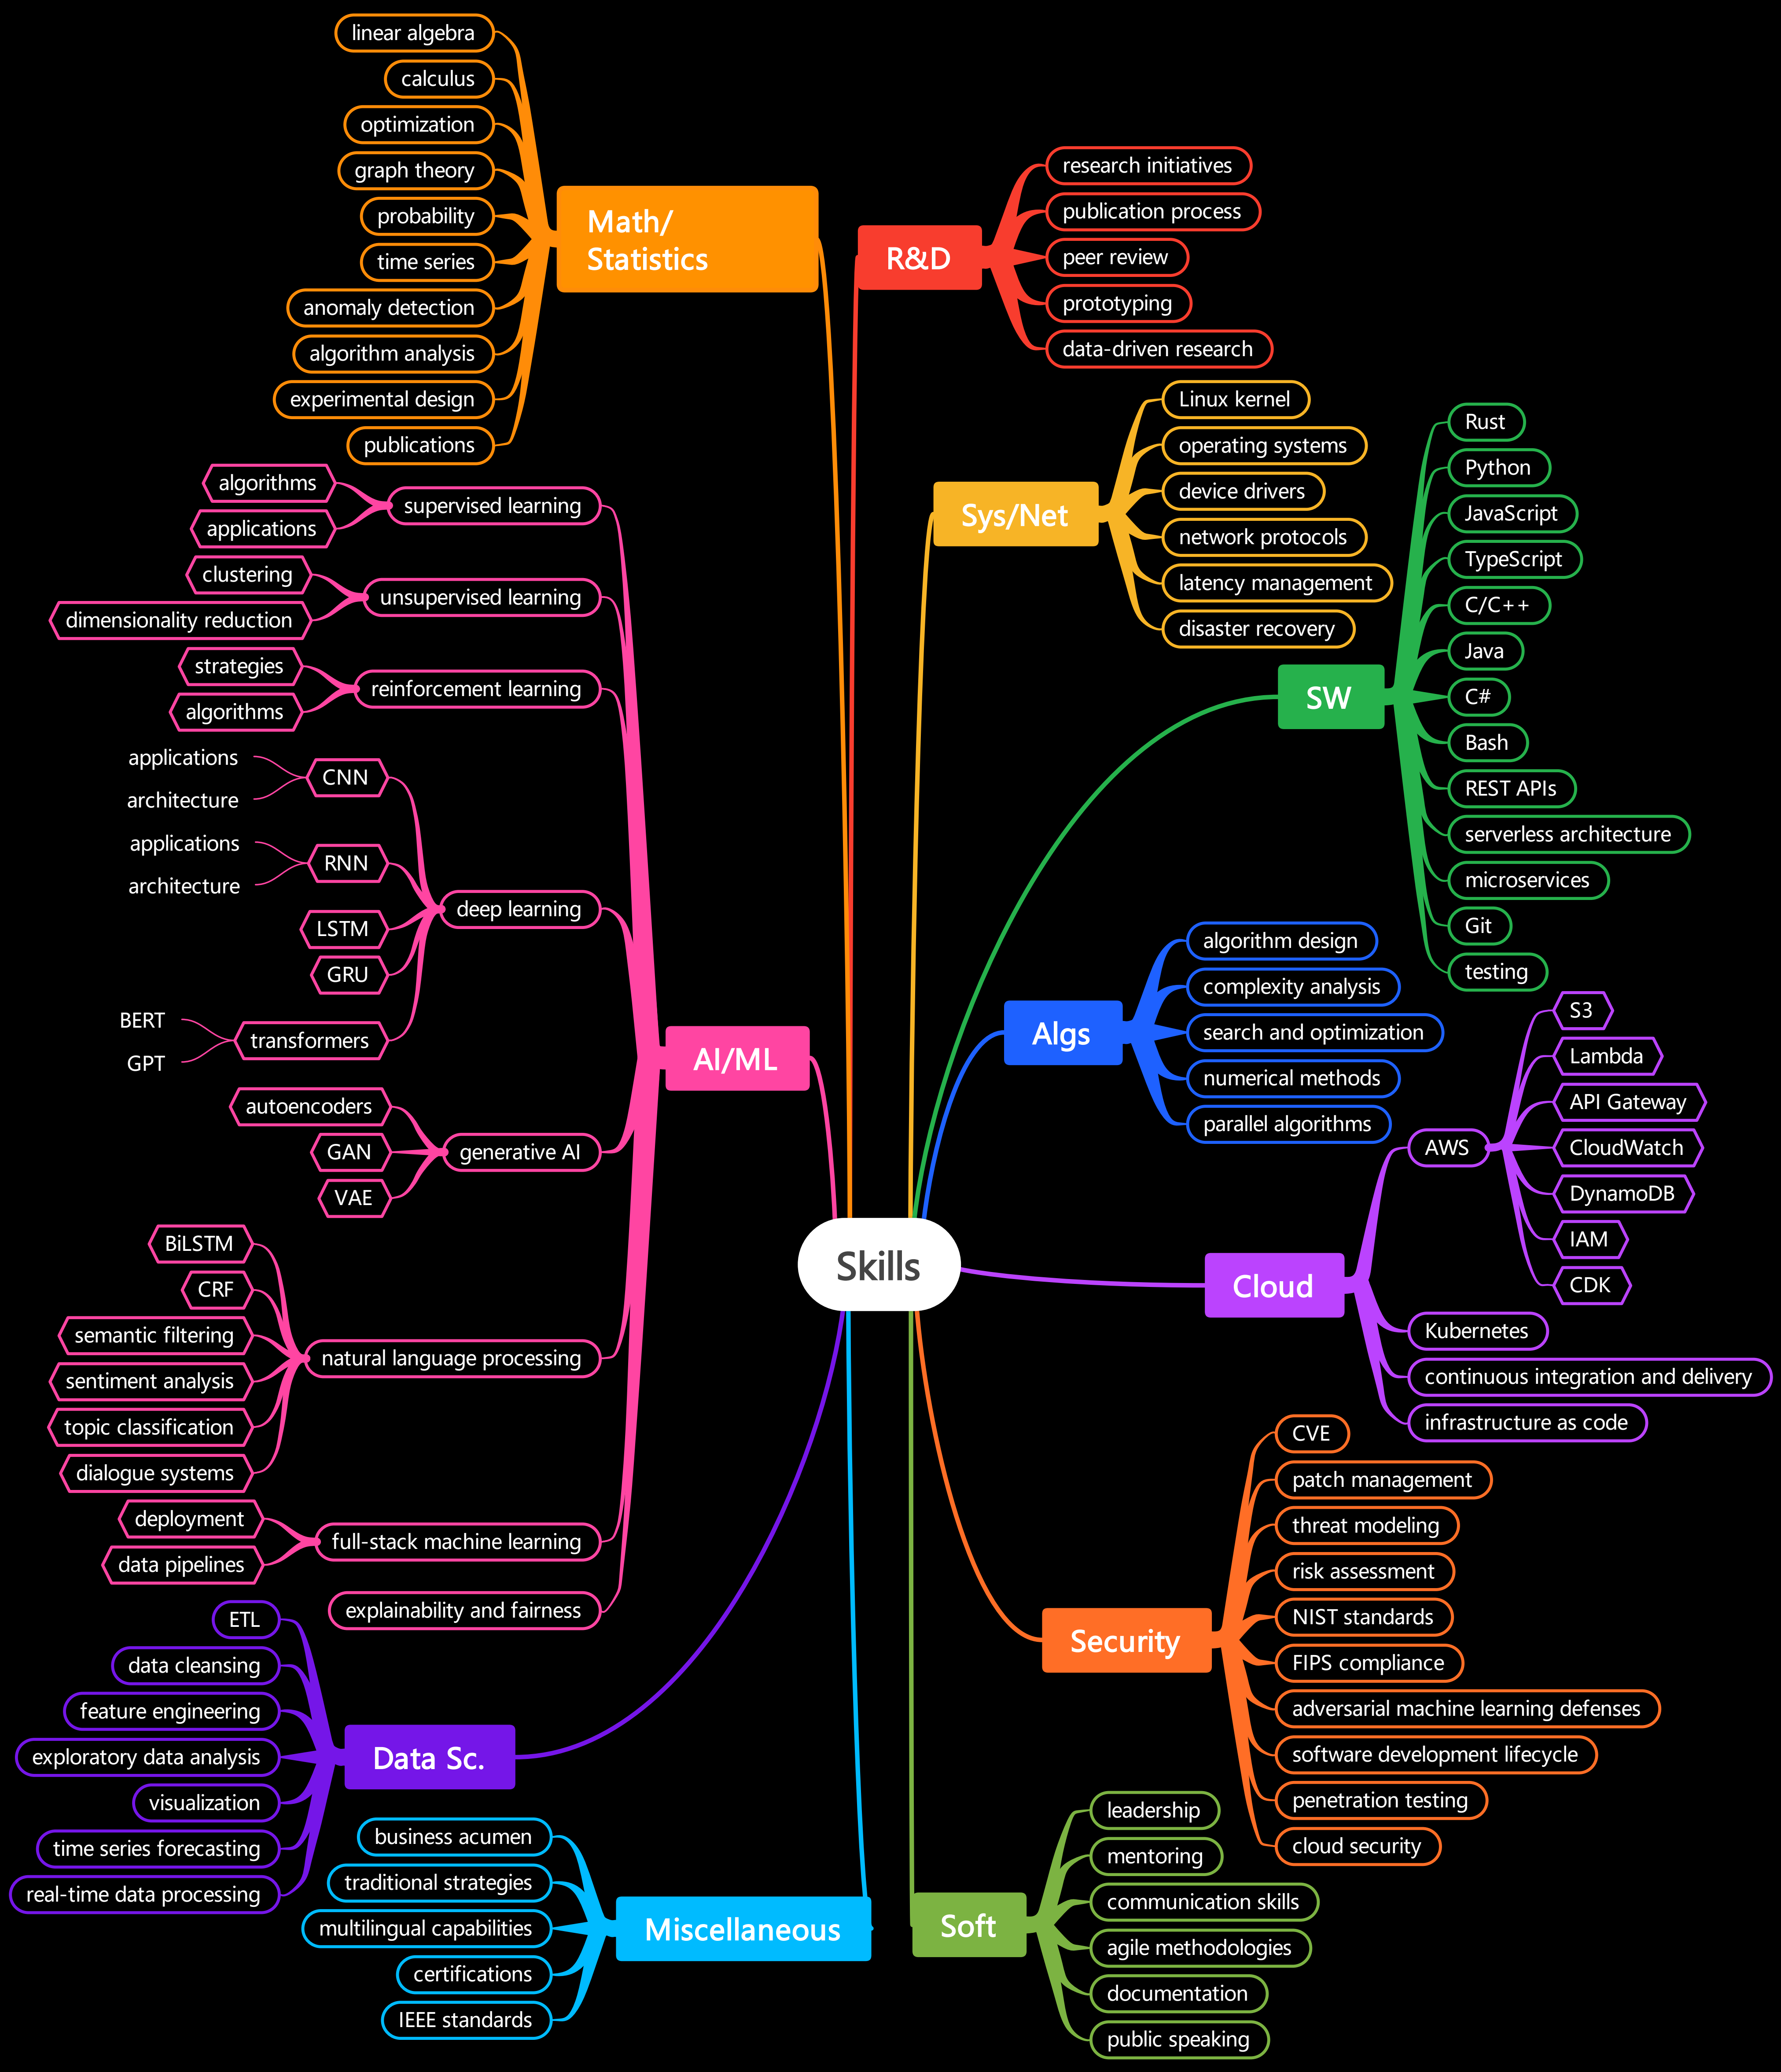 Skills
Math/
Statistics
linear algebra
calculus
optimization
graph theory
probability
time series
anomaly detection
algorithm analysis
experimental design
publications
AI/ML
supervised learning
algorithms
applications
unsupervised learning
clustering
dimensionality reduction
reinforcement learning
strategies
algorithms
deep learning
CNN
applications
architecture
RNN
applications
architecture
LSTM
GRU
transformers
BERT
GPT
generative AI
autoencoders
GAN
VAE
natural language processing
BiLSTM
CRF
semantic filtering
sentiment analysis
topic classification
dialogue systems
full-stack machine learning
deployment
data pipelines
explainability and fairness
Data Sc.
ETL
data cleansing
feature engineering
exploratory data analysis
visualization
time series forecasting
real-time data processing
Miscellaneous
business acumen
traditional strategies
multilingual capabilities
certifications
IEEE standards
R&D
research initiatives
publication process
peer review
prototyping
data-driven research
Sys/Net
Linux kernel
operating systems
device drivers
network protocols
latency management
disaster recovery
SW
Rust
Python
JavaScript
TypeScript
C/C++
Java
C#
Bash
REST APIs
serverless architecture
microservices
Git
testing
Algs
algorithm design
complexity analysis
search and optimization
numerical methods
parallel algorithms
Cloud
AWS
S3
Lambda
API Gateway
CloudWatch
DynamoDB
IAM
CDK
Kubernetes
continuous integration and delivery
infrastructure as code
Security
CVE
patch management
threat modeling
risk assessment
NIST standards
FIPS compliance
adversarial machine learning defenses
software development lifecycle
penetration testing
cloud security
Soft
leadership
mentoring
communication skills
agile methodologies
documentation
public speaking